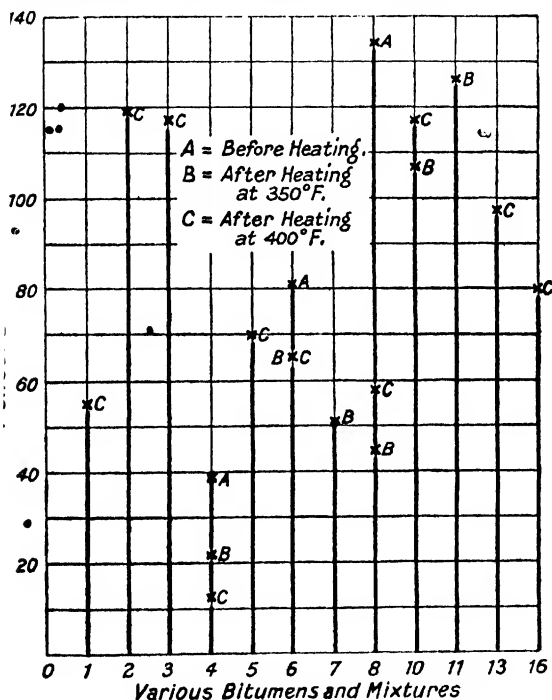 140
120
100
80
60
40
20
0 1 2 3 4 5 6 7 8 10 11 13 16
Various Bitumens and Mixtures
A = Before Heating.
B = After Heating
at 350°F.
C = After Heating
at 400°F.
C
C
C
A
B
C
C
A
B C
B
A
C
B
C
B
B
C
C